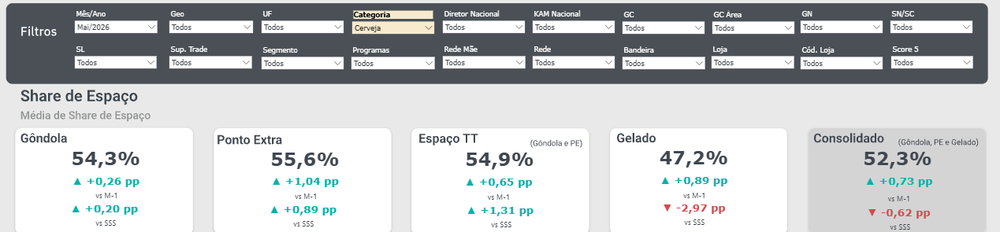 Filtros
Mês/Ano Geo UF Categoria Diretor Nacional KAM Nacional GC GC Área GN SN/SC
Mai/2026 Todos Todos Cerveja Todos Todos Todos Todos Todos Todos
SL Sup. Trade Segmento Programas Rede Mãe Rede Bandeira Loja Cód. Loja Score 5
Todos Todos Todos Todos Todos Todos Todos Todos Todos Todos
Share de Espaço
Média de Share de Espaço
Gôndola
54,3%
▲ +0,26 pp
vs M-1
▲ +0,20 pp
vs SSS
Ponto Extra
55,6%
▲ +1,04 pp
vs M-1
▲ +0,89 pp
vs SSS
Espaço TT (Gôndola e PE)
54,9%
▲ +0,65 pp
vs M-1
▲ +1,31 pp
vs SSS
Gelado
47,2%
▲ +0,89 pp
vs M-1
▼ -2,97 pp
vs SSS
Consolidado (Gôndola, PE e Gelado)
52,3%
▲ +0,73 pp
vs M-1
▼ -0,62 pp
vs SSS